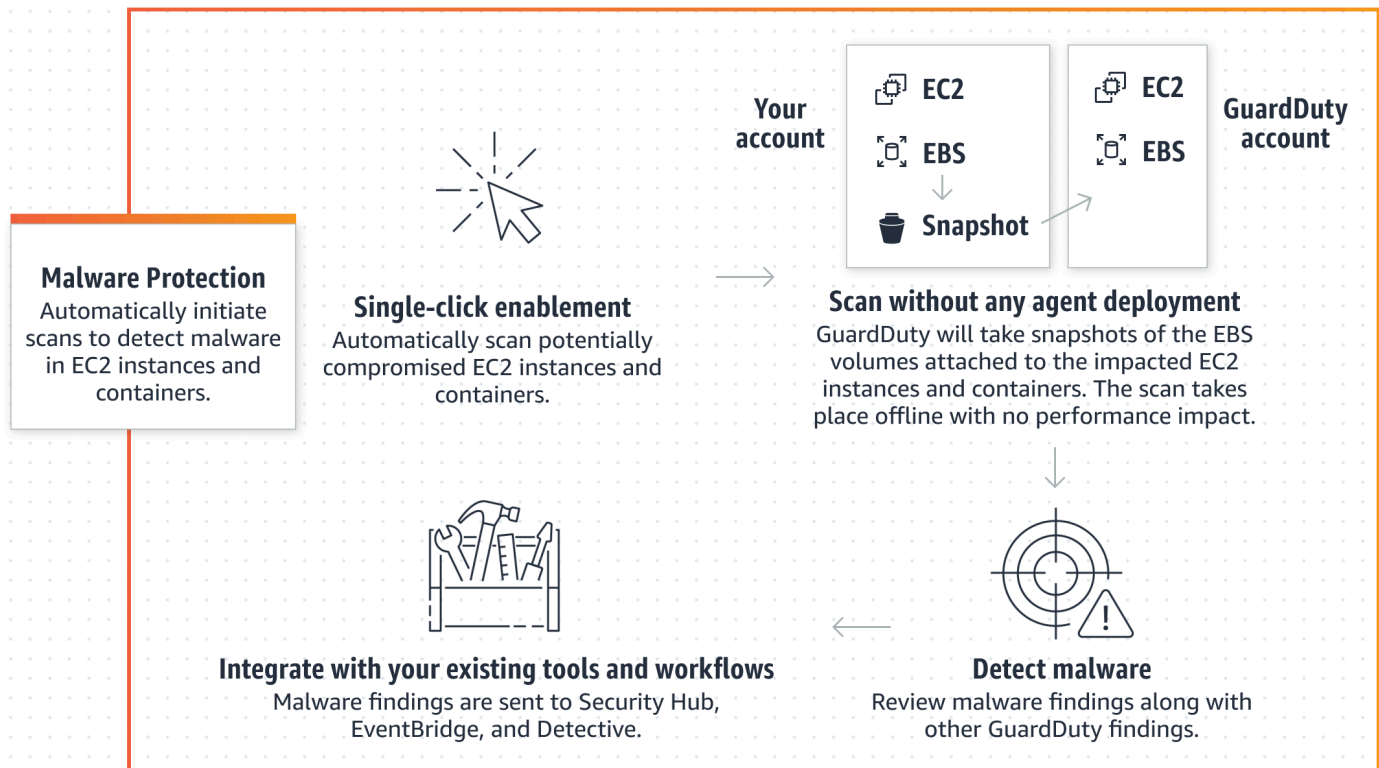 Malware Protection
Automatically initiate
scans to detect malware
in EC2 instances and
containers.
Single-click enablement
Automatically scan potentially
compromised EC2 instances and
containers.
Your
account
EC2
EBS
Snapshot
EC2
EBS
GuardDuty
account
Scan without any agent deployment
GuardDuty will take snapshots of the EBS
volumes attached to the impacted EC2
instances and containers. The scan takes
place offline with no performance impact.
Detect malware
Review malware findings along with
other GuardDuty findings.
Integrate with your existing tools and workflows
Malware findings are sent to Security Hub,
EventBridge, and Detective.